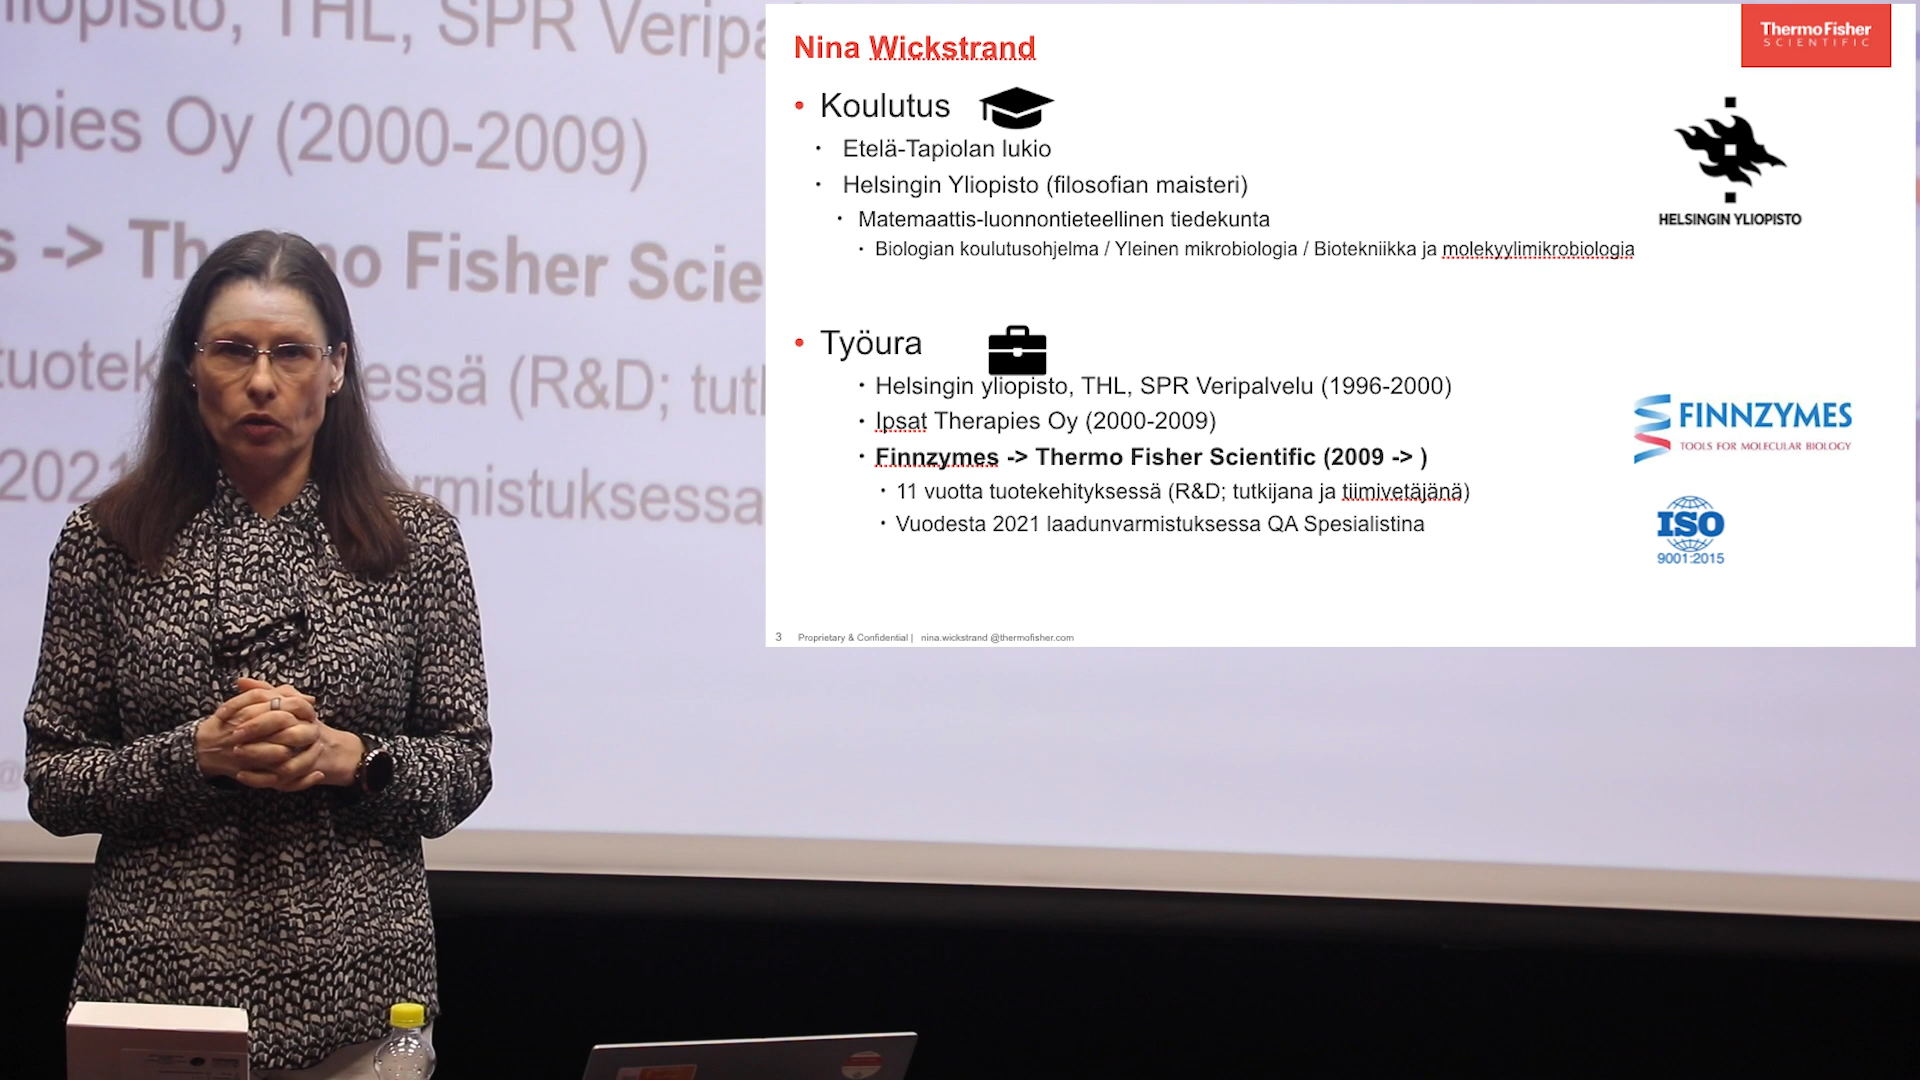 iopisto, THL, SPR Veripa
apies Oy (2000-2009)
s -> Th mo Fisher Scie
tuotek essä (R&D; tutl
2021 rmistuksessa
@
Nina Wickstrand
ThermoFisher
SCIENTIFIC
• Koulutus
• Etelä-Tapiolan lukio
• Helsingin Yliopisto (filosofian maisteri)
• Matemaattis-luonnontieteellinen tiedekunta
• Biologian koulutusohjelma / Yleinen mikrobiologia / Biotekniikka ja molekyylimikrobiologia
HELSINGIN YLIOPISTO
• Työura
• Helsingin yliopisto, THL, SPR Veripalvelu (1996-2000)
• Ipsat Therapies Oy (2000-2009)
• Finnzymes -> Thermo Fisher Scientific (2009 -> )
• 11 vuotta tuotekehityksessä (R&D; tutkijana ja tiimivetäjänä)
• Vuodesta 2021 laadunvarmistuksessa QA Spesialistina
FINNZYMES
TOOLS FOR MOLECULAR BIOLOGY
ISO
9001:2015
3 Proprietary & Confidential | nina.wickstrand @thermofisher.com